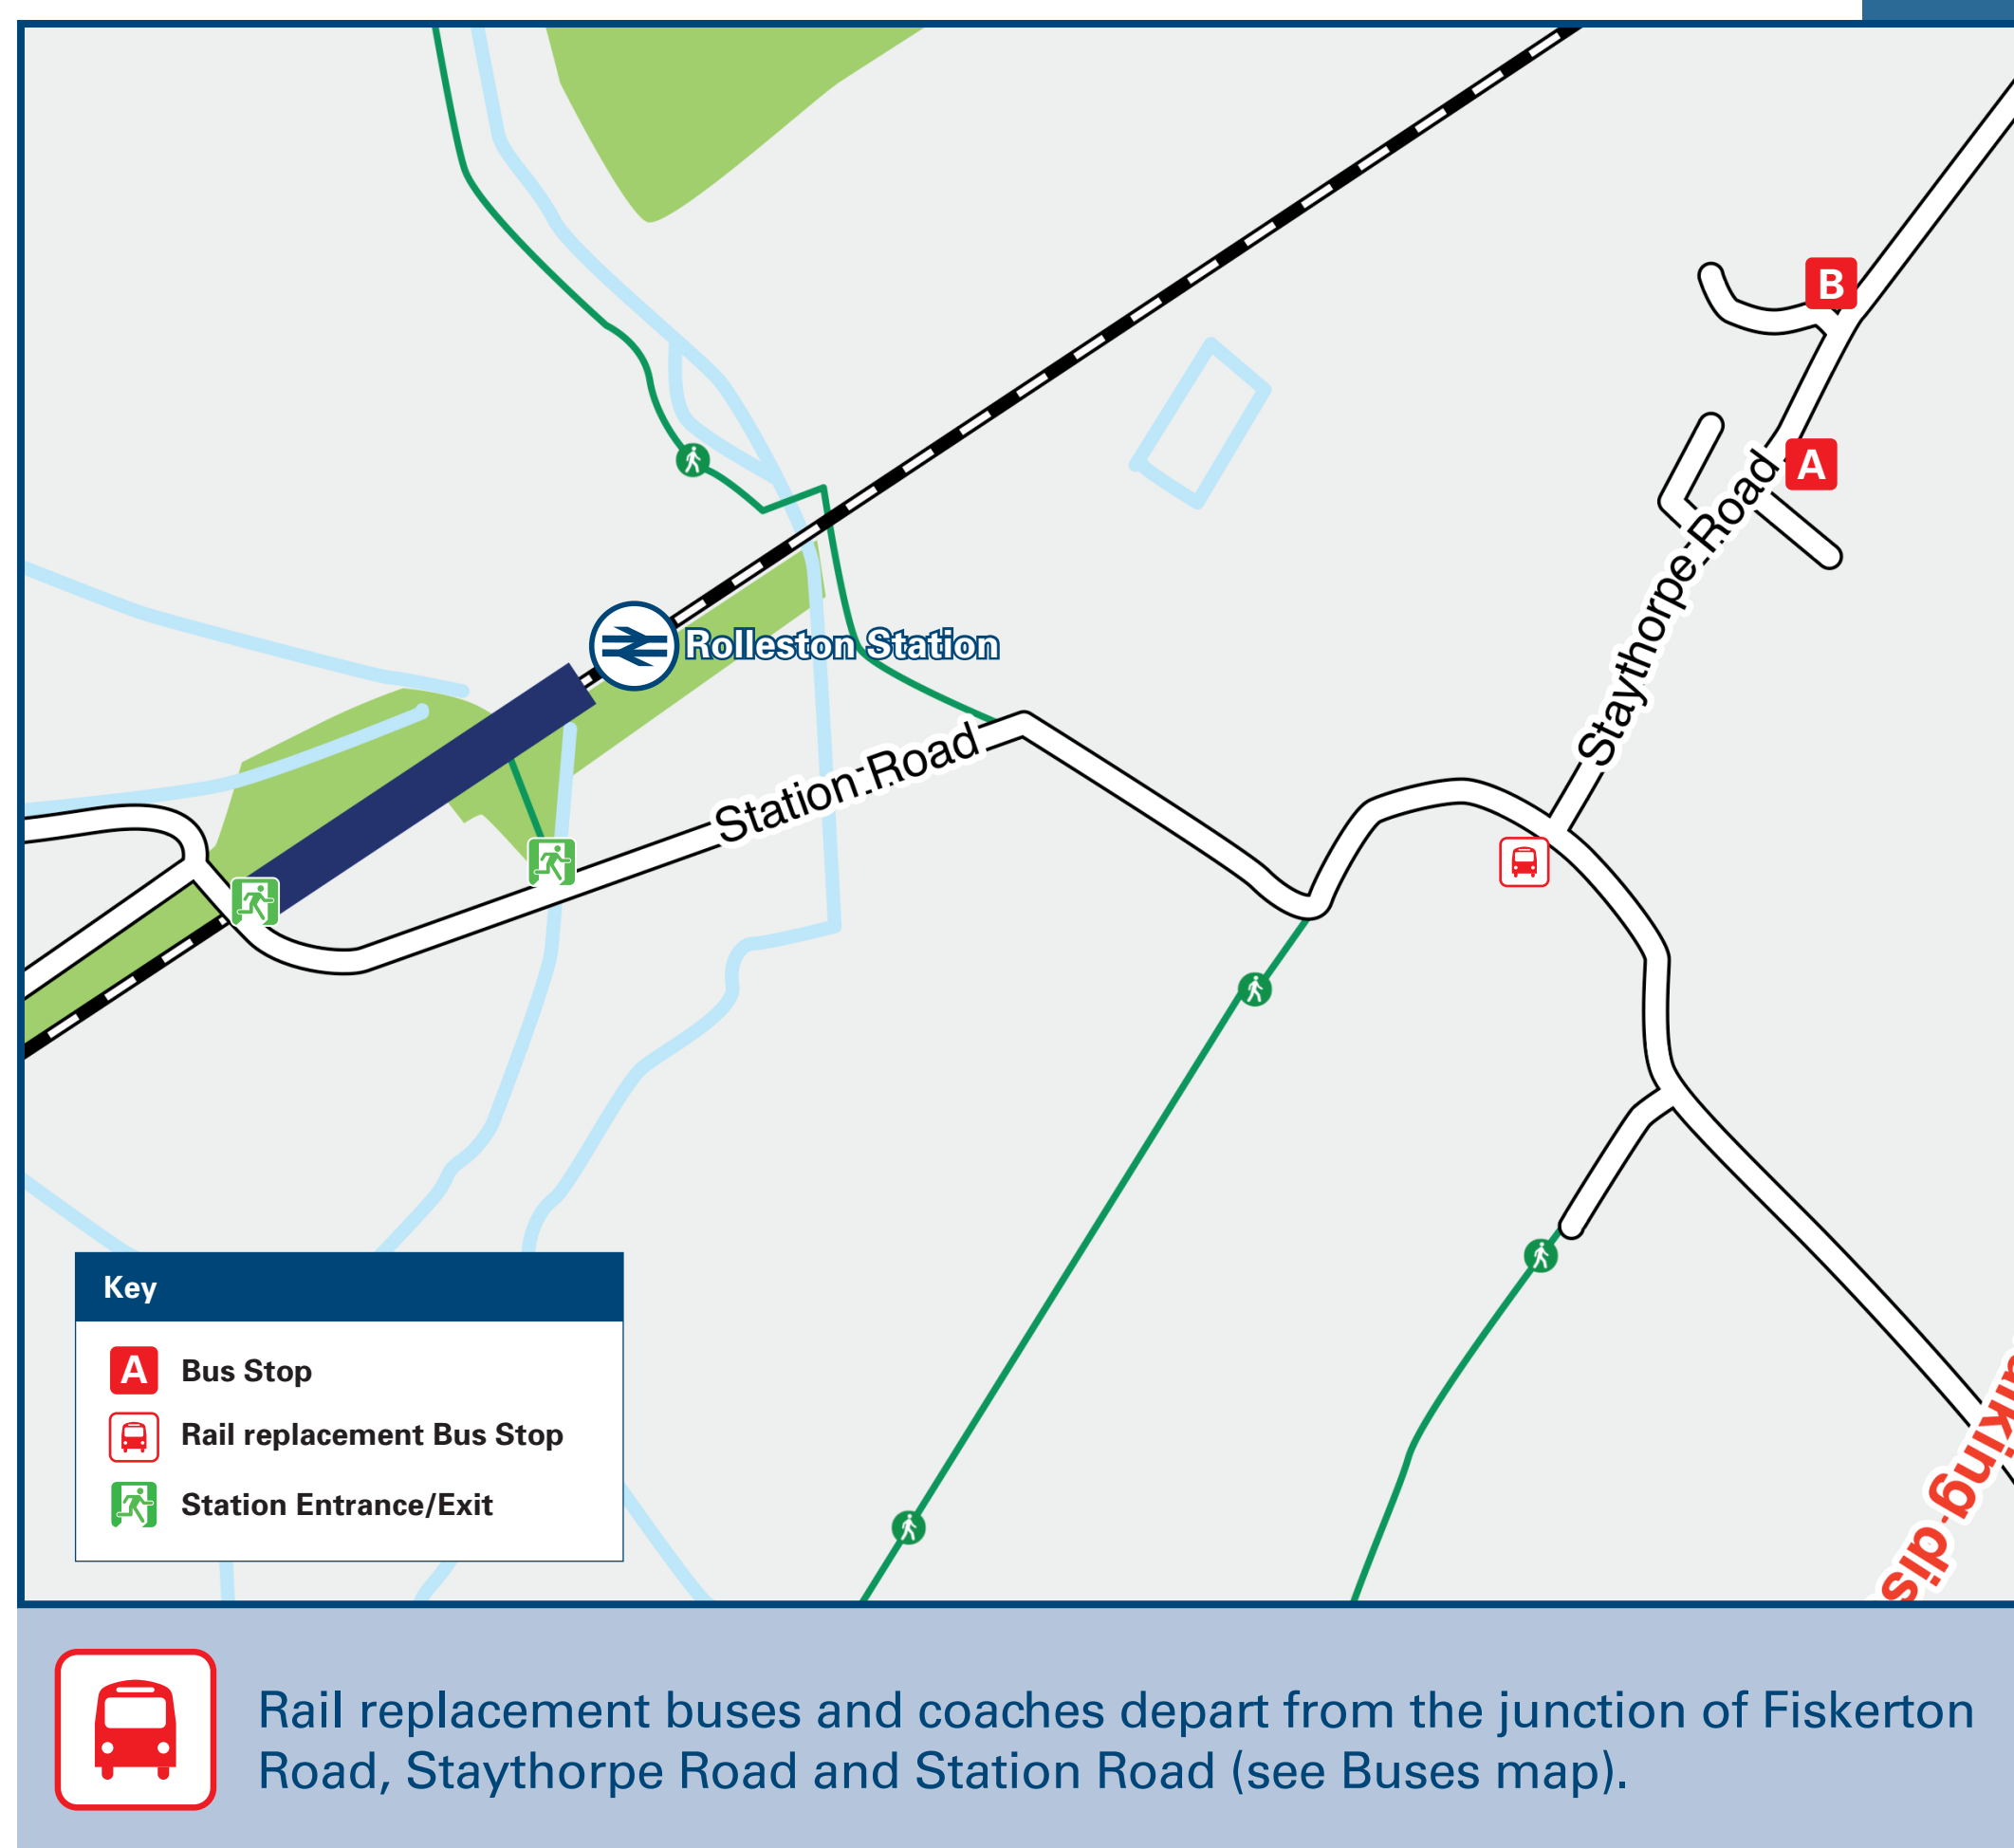 B
A
Staythorpe Road
Rolleston Station
Station Road
Key
A Bus Stop
Rail replacement Bus Stop
Station Entrance/Exit
Rail replacement buses and coaches depart from the junction of Fiskerton
Road, Staythorpe Road and Station Road (see Buses map).